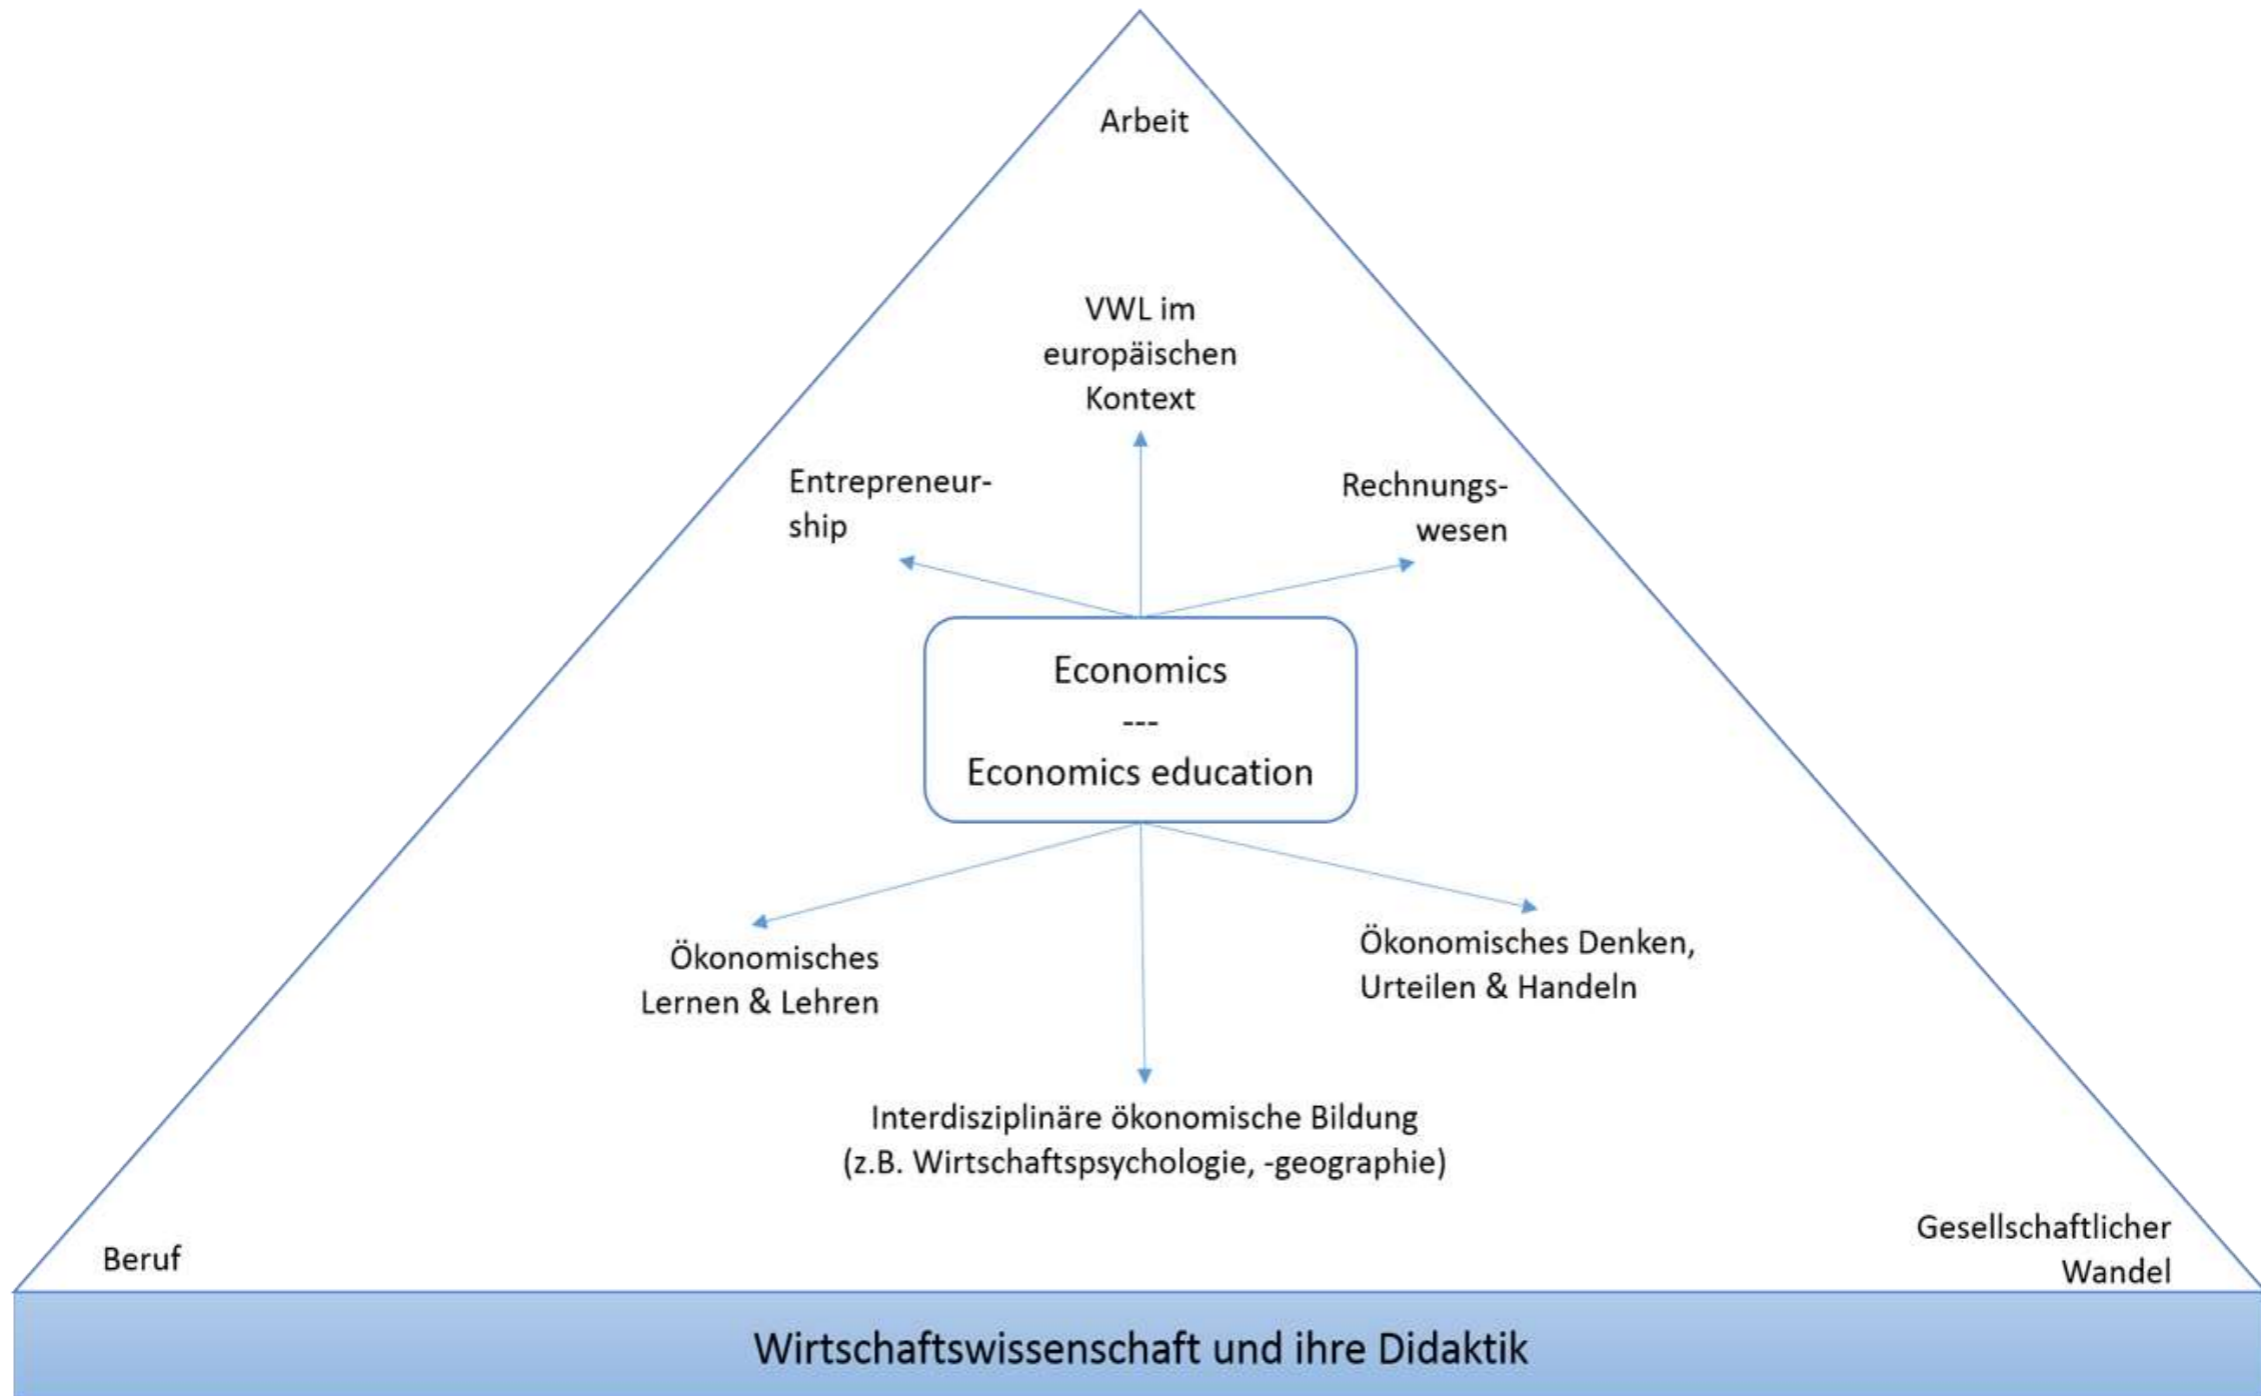 Arbeit
VWL im
europäischen
Kontext
Entrepreneur-
ship
Rechnungs-
wesen
Economics
---
Economics education
Ökonomisches
Lernen & Lehren
Ökonomisches Denken,
Urteilen & Handeln
Interdisziplinäre ökonomische Bildung
(z.B. Wirtschaftspsychologie, -geographie)
Beruf
Gesellschaftlicher
Wandel
Wirtschaftswissenschaft und ihre Didaktik